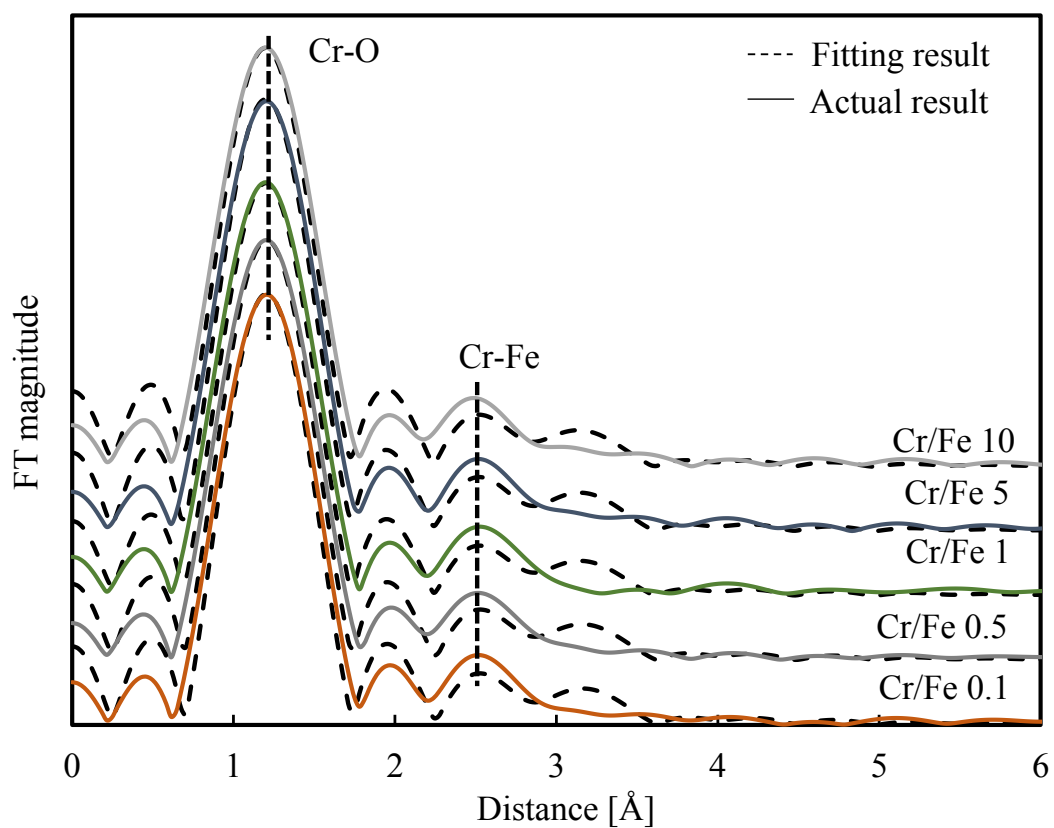 Cr-O
Fitting result
Actual result
Cr-Fe
FT magnitude
Cr/Fe 10
Cr/Fe 5
Cr/Fe 1
Cr/Fe 0.5
Cr/Fe 0.1
0 1 2 3 4 5 6
Distance [Å]